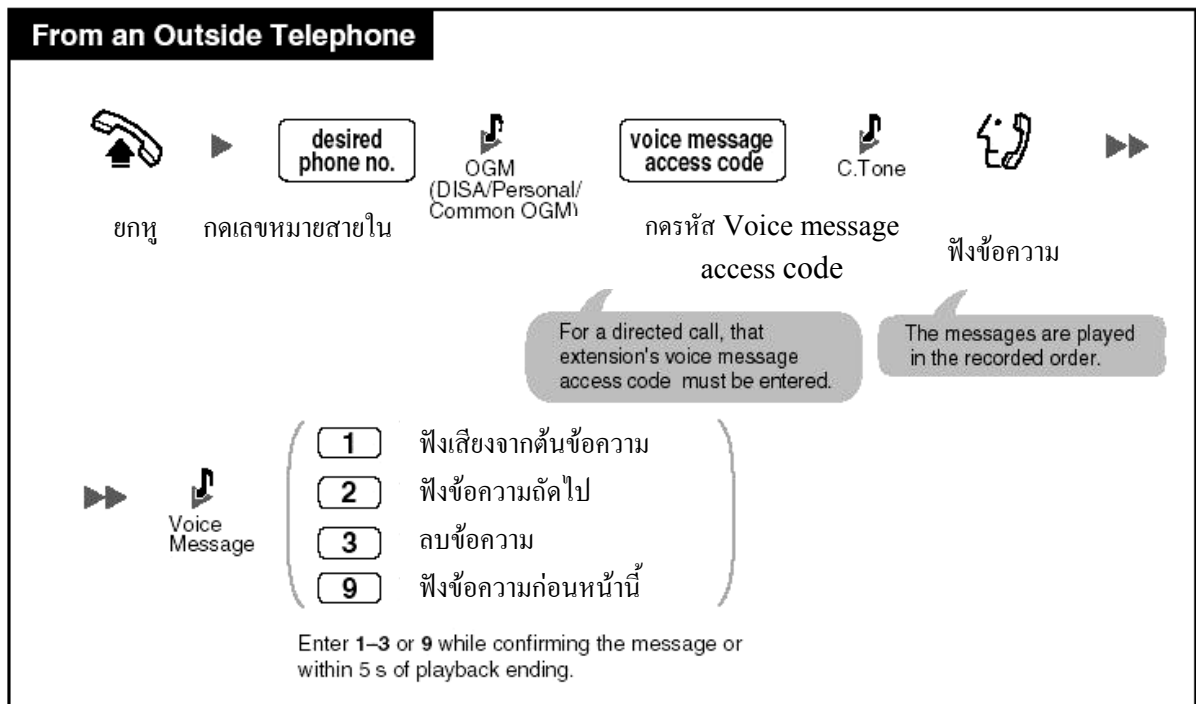 From an Outside Telephone
desired
phone no.
OGM
(DISA/Personal/
Common OGM)
voice message
access code
C.Tone
ยกหู
กดเลขหมายสายใน
กดรหัส Voice message
access code
ฟังข้อความ
For a directed call, that
extension's voice message
access code must be entered.
The messages are played
in the recorded order.
Voice
Message
1 ฟังเสียงจากต้นข้อความ
2 ฟังข้อความถัดไป
3 ลบข้อความ
9 ฟังข้อความก่อนหน้านี้
Enter 1–3 or 9 while confirming the message or
within 5 s of playback ending.